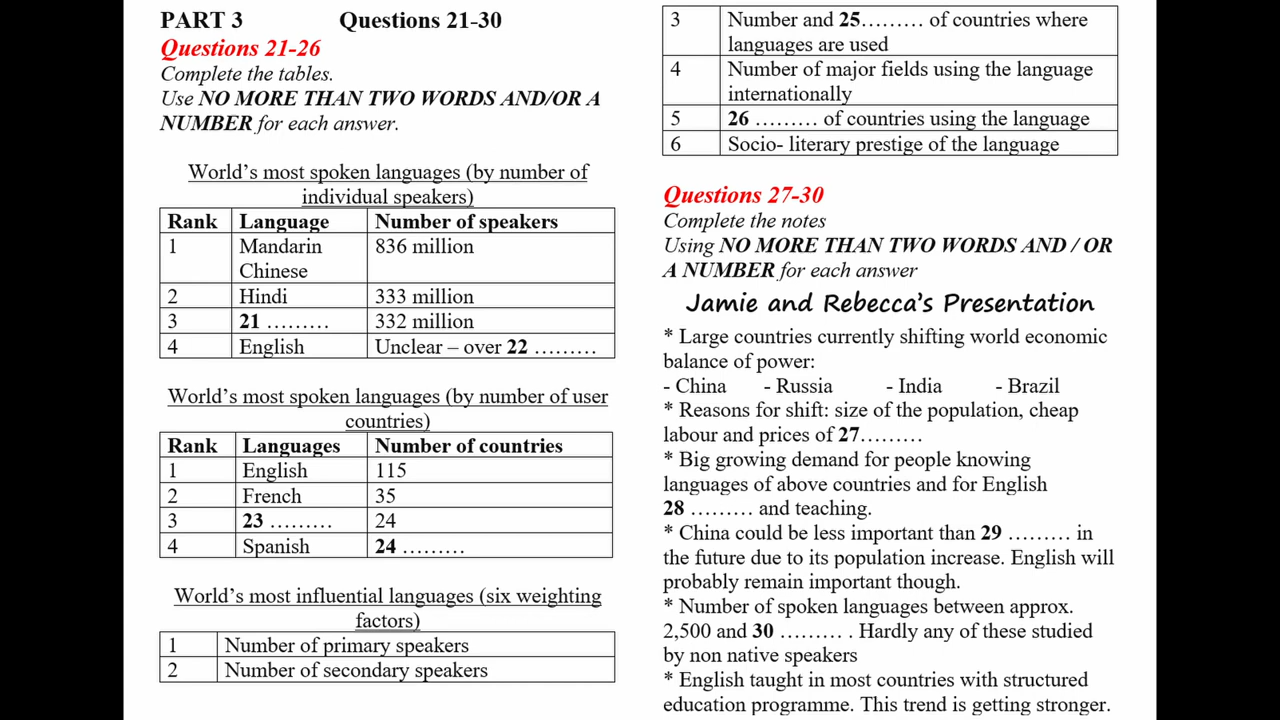 PART 3 Questions 21-30
Questions 21-26
Complete the tables.
Use NO MORE THAN TWO WORDS AND/OR A
NUMBER for each answer.
World's most spoken languages (by number of
individual speakers)
Rank Language Number of speakers
1 Mandarin 836 million
Chinese
2 Hindi 333 million
3 21 ……… 332 million
4 English Unclear – over 22 ………
World's most spoken languages (by number of user
countries)
Rank Languages Number of countries
1 English 115
2 French 35
3 23 ……… 24
4 Spanish 24 ………
World's most influential languages (six weighting
factors)
1 Number of primary speakers
2 Number of secondary speakers
3 Number and 25……… of countries where
languages are used
4 Number of major fields using the language
internationally
5 26 ……… of countries using the language
6 Socio- literary prestige of the language
Questions 27-30
Complete the notes
Using NO MORE THAN TWO WORDS AND / OR
A NUMBER for each answer
Jamie and Rebecca's Presentation
* Large countries currently shifting world economic
balance of power:
- China - Russia - India - Brazil
* Reasons for shift: size of the population, cheap
labour and prices of 27………
* Big growing demand for people knowing
languages of above countries and for English
28 ……… and teaching.
* China could be less important than 29 ……… in
the future due to its population increase. English will
probably remain important though.
* Number of spoken languages between approx.
2,500 and 30 ……… . Hardly any of these studied
by non native speakers
* English taught in most countries with structured
education programme. This trend is getting stronger.